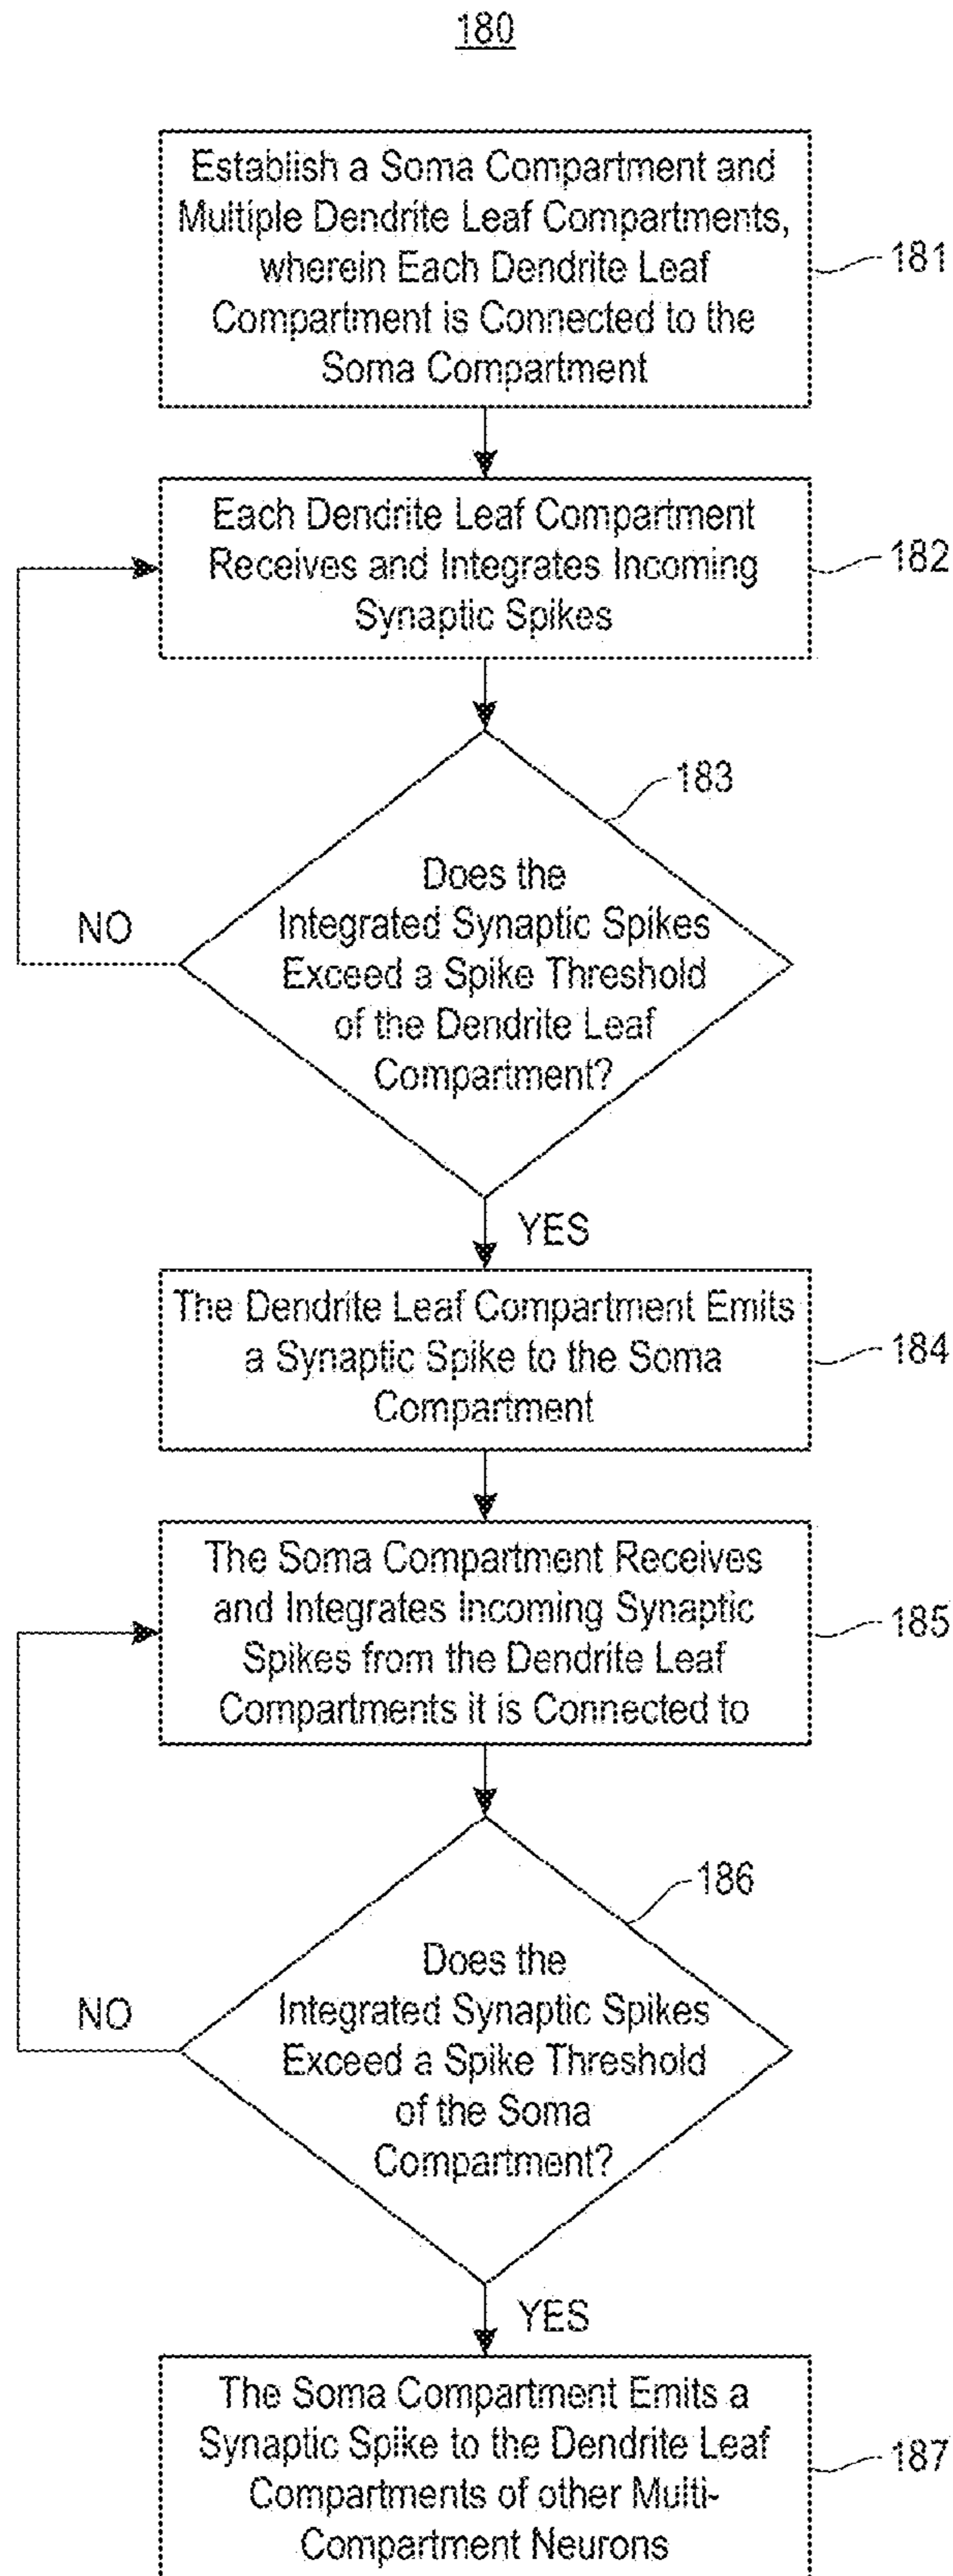 180
Establish a Soma Compartment and
Multiple Dendrite Leaf Compartments,
wherein Each Dendrite Leaf
Compartment is Connected to the
Soma Compartment
181
Each Dendrite Leaf Compartment
Receives and Integrates Incoming
Synaptic Spikes
182
183
Does the
Integrated Synaptic Spikes
Exceed a Spike Threshold
of the Dendrite Leaf
Compartment?
NO
YES
The Dendrite Leaf Compartment Emits
a Synaptic Spike to the Soma
Compartment
184
The Soma Compartment Receives
and Integrates Incoming Synaptic
Spikes from the Dendrite Leaf
Compartments it is Connected to
185
186
Does the
Integrated Synaptic Spikes
Exceed a Spike Threshold
of the Soma
Compartment?
NO
YES
The Soma Compartment Emits a
Synaptic Spike to the Dendrite Leaf
Compartments of other Multi-
Compartment Neurons
187